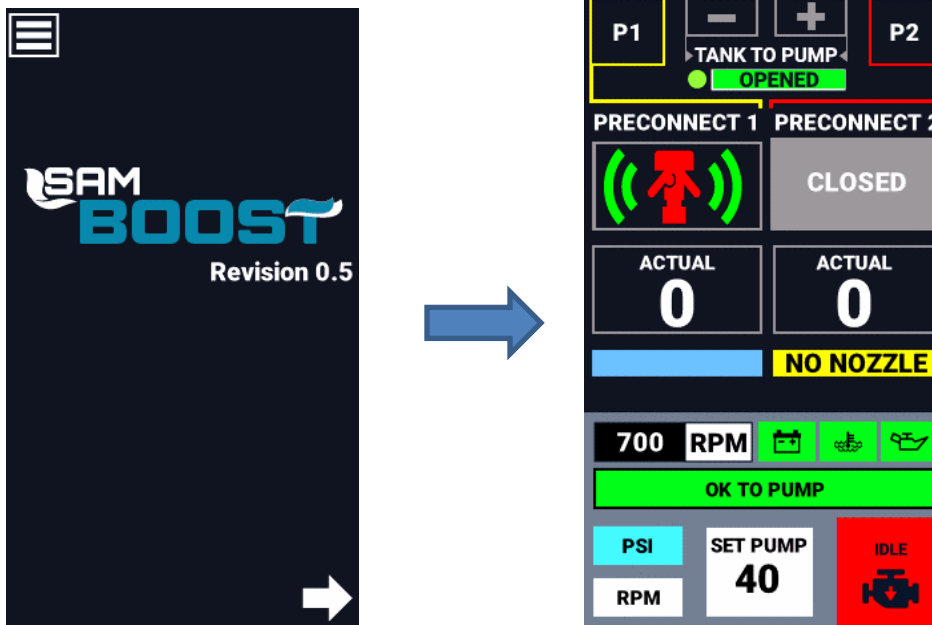 SAM
BOOST
Revision 0.5
P1
P2
TANK TO PUMP
OPENED
PRECONNECT 1
PRECONNECT 2
CLOSED
ACTUAL
0
ACTUAL
0
NO NOZZLE
700 RPM
OK TO PUMP
PSI
RPM
SET PUMP
40
IDLE